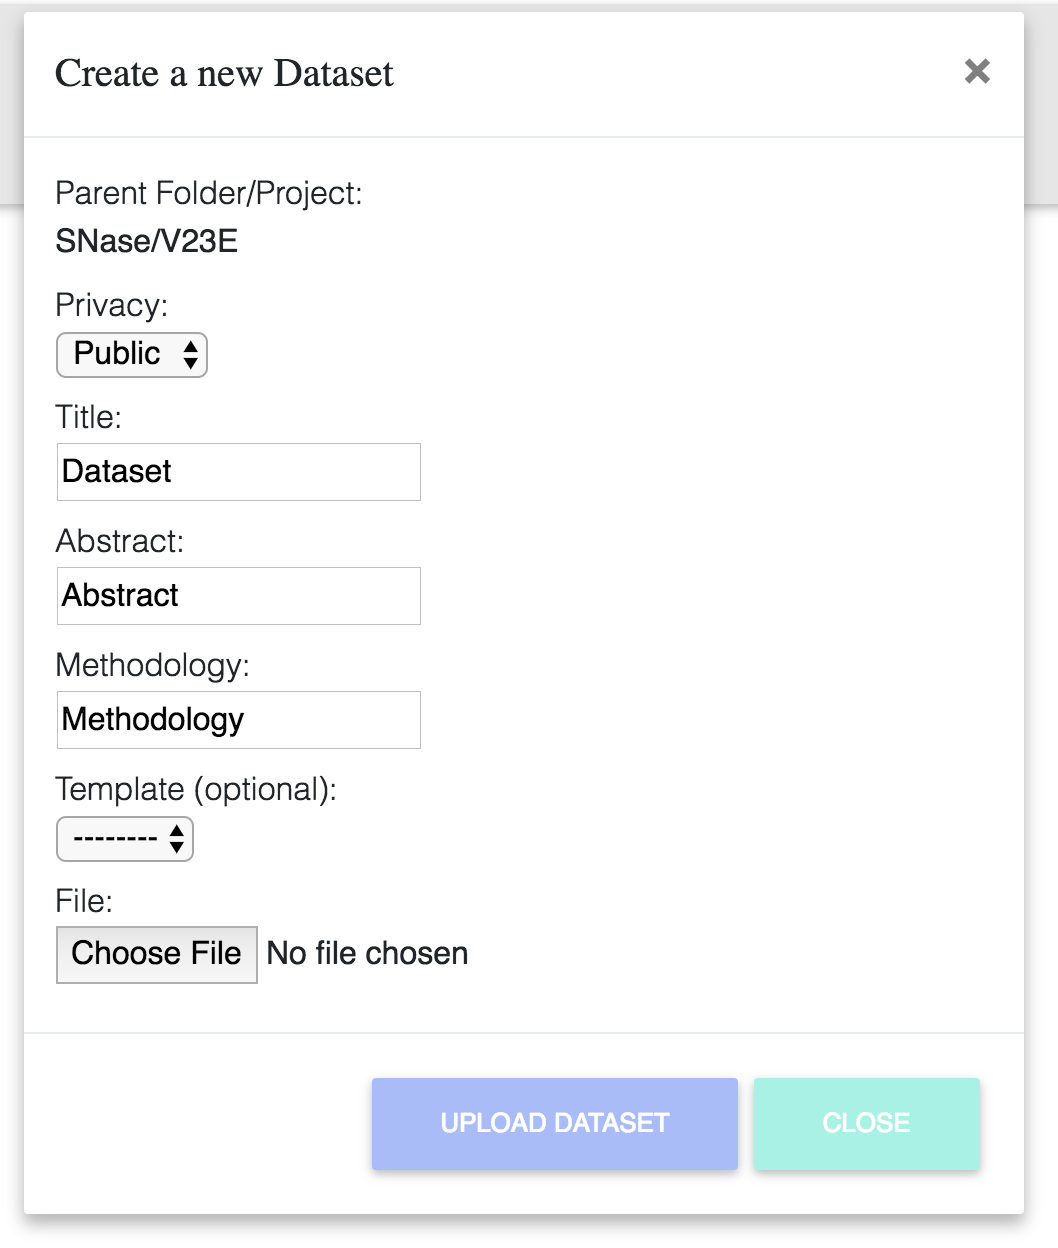 Create a new Dataset
Parent Folder/Project:
SNase/V23E
Privacy:
Public
Title:
Dataset
Abstract:
Abstract
Methodology:
Methodology
Template (optional):
--------
File:
Choose File No file chosen
UPLOAD DATASET CLOSE